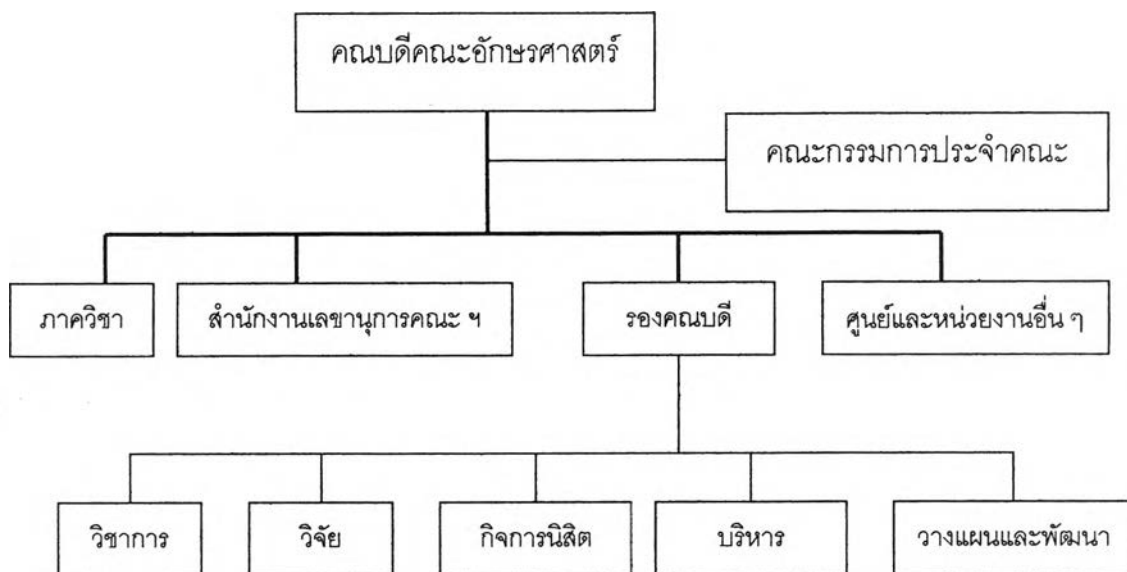 คณบดีคณะอักษรศาสตร์
คณะกรรมการประจำคณะ
ภาควิชา
สำนักงานเลขานุการคณะ ฯ
รองคณบดี
ศูนย์และหน่วยงานอื่น ๆ
วิชาการ
วิจัย
กิจการนิสิต
บริหาร
วางแผนและพัฒนา